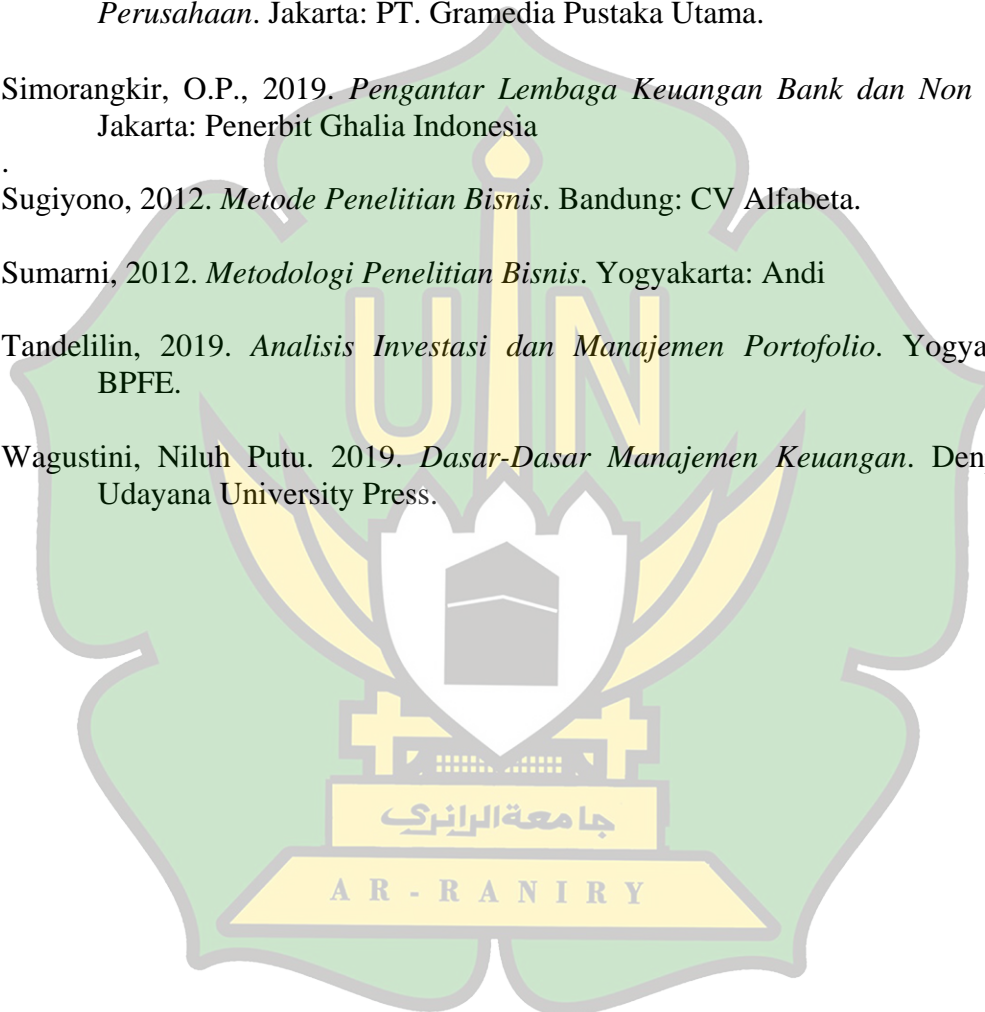 Perusahaan. Jakarta: PT. Gramedia Pustaka Utama.
Simorangkir, O.P., 2019. Pengantar Lembaga Keuangan Bank dan Non
Jakarta: Penerbit Ghalia Indonesia
.
Sugiyono, 2012. Metode Penelitian Bisnis. Bandung: CV Alfabeta.
Sumarni, 2012. Metodologi Penelitian Bisnis. Yogyakarta: Andi
Tandelilin, 2019. Analisis Investasi dan Manajemen Portofolio. Yogya
BPFE.
Wagustini, Niluh Putu. 2019. Dasar-Dasar Manajemen Keuangan. Den
Udayana University Press.
UIN
جامعةالرانري
AR-RANIRY